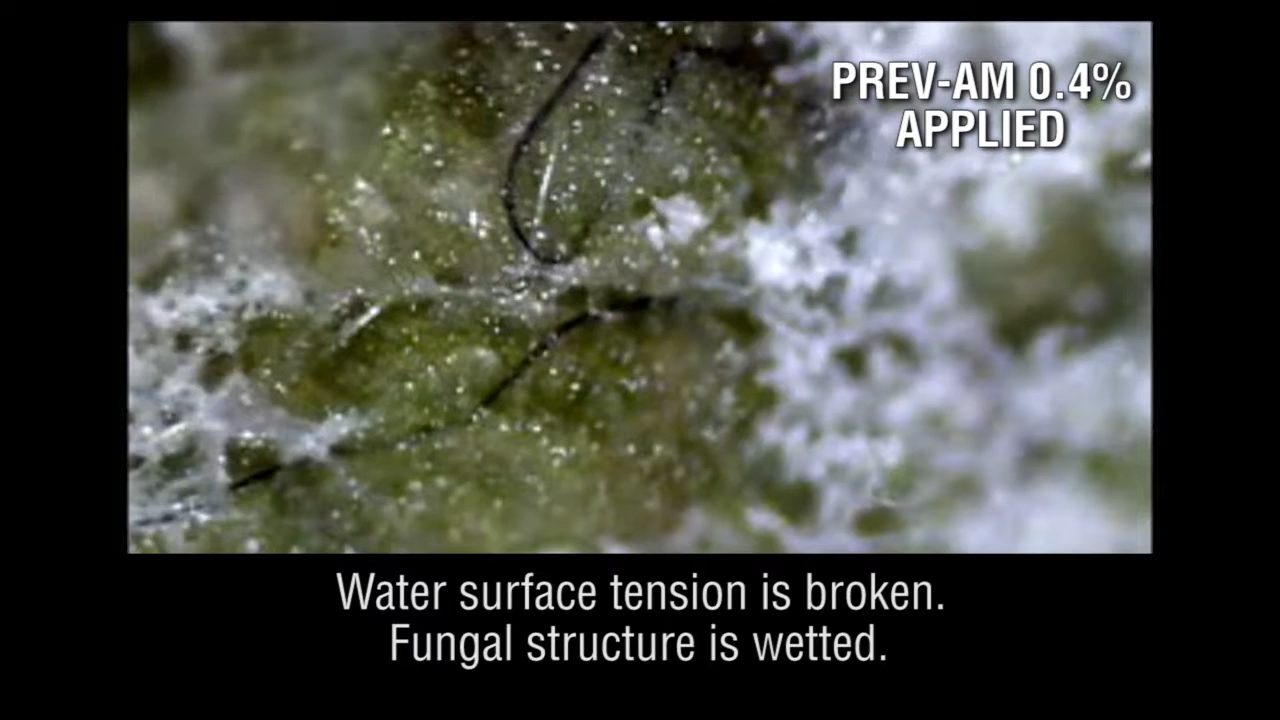 PREV-AM 0.4%
APPLIED
Water surface tension is broken.
Fungal structure is wetted.